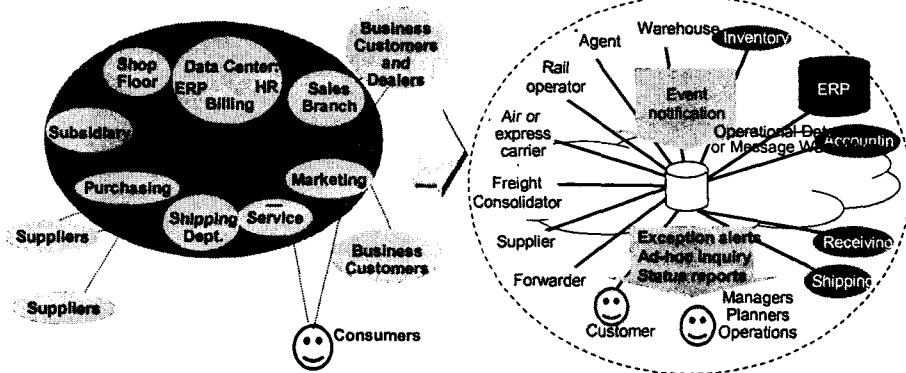 Business
Customers
and
Dealers
Shop
Floor
Data Center:
ERP HR
Billing
Sales
Branch
Subsidiary
Purchasing
Marketing
Shipping
Dept.
Service
Suppliers
Suppliers
Business
Customers
Consumers
Warehouse
Inventory
Agent
Rail
operator
Event
notification
ERP
Air or
express
carrier
Operational Data
or Message W
Accountin
Freight
Consolidator
Supplier
Exception alerts
Ad-hoc Inquiry
Status reports
Receiving
Forwarder
Shipping
Customer
Managers
Planners
Operations